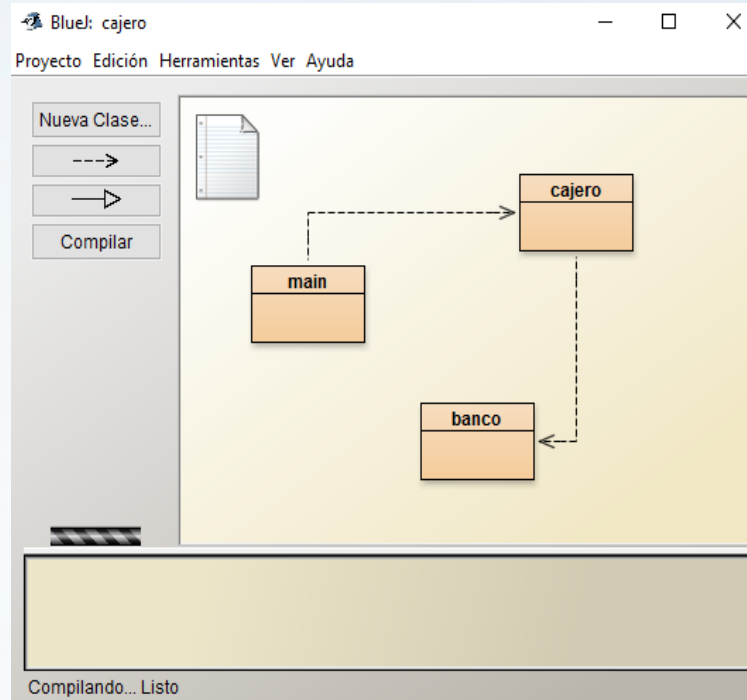 BlueJ: cajero
Proyecto Edición Herramientas Ver Ayuda
Nueva Clase...
Compilar
cajero
main
banco
Compilando... Listo